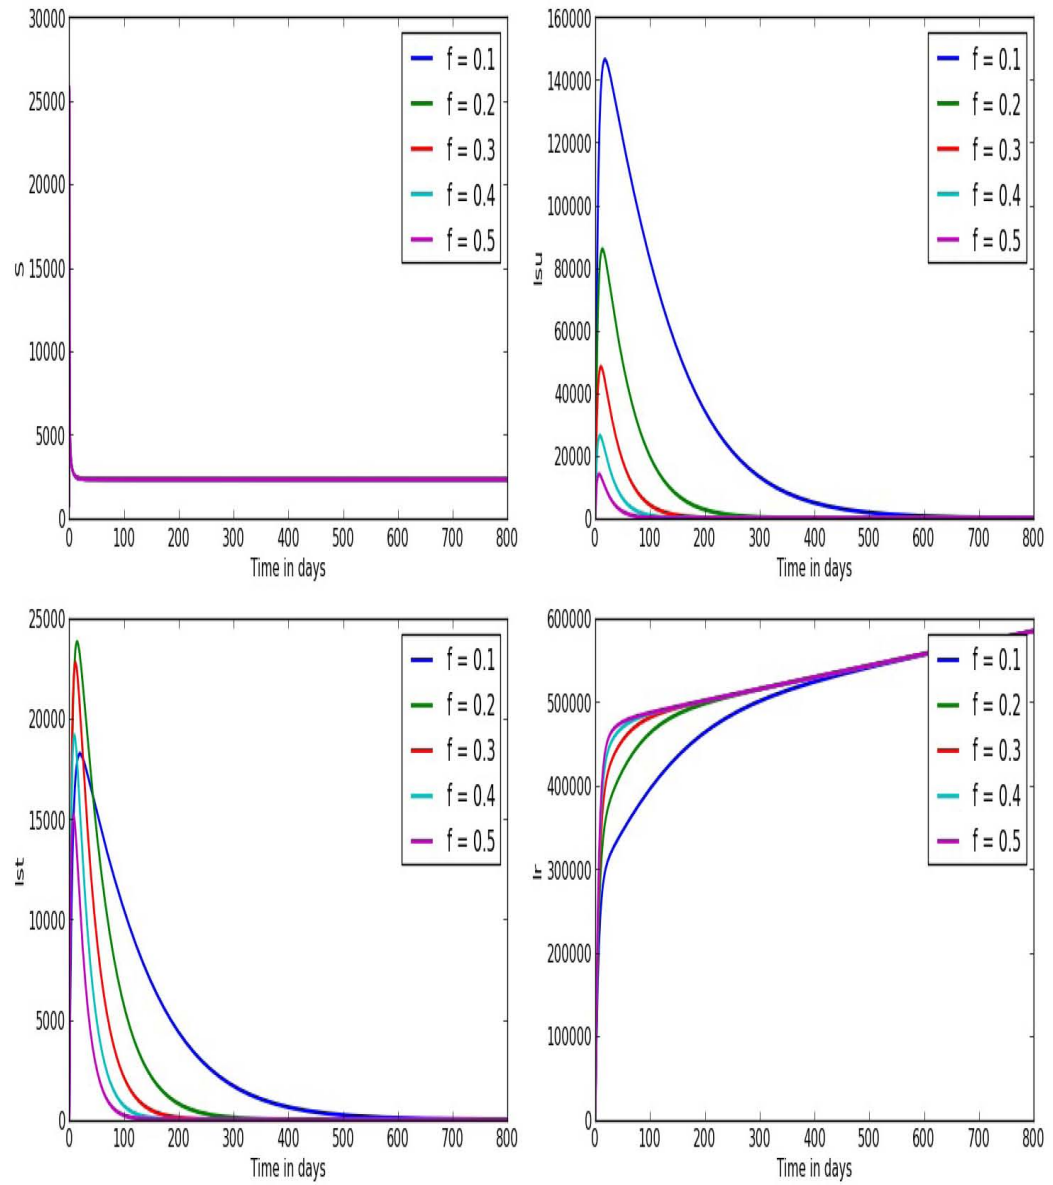 30000
25000
20000
15000
10000
5000
0
S
0 100 200 300 400 500 600 700 800
Time in days
f = 0.1
f = 0.2
f = 0.3
f = 0.4
f = 0.5
160000
140000
120000
100000
80000
60000
40000
20000
0
Isu
0 100 200 300 400 500 600 700 800
Time in days
f = 0.1
f = 0.2
f = 0.3
f = 0.4
f = 0.5
25000
20000
15000
10000
5000
0
Ist
0 100 200 300 400 500 600 700 800
Time in days
f = 0.1
f = 0.2
f = 0.3
f = 0.4
f = 0.5
600000
500000
400000
300000
200000
100000
0
Ir
0 100 200 300 400 500 600 700 800
Time in days
f = 0.1
f = 0.2
f = 0.3
f = 0.4
f = 0.5